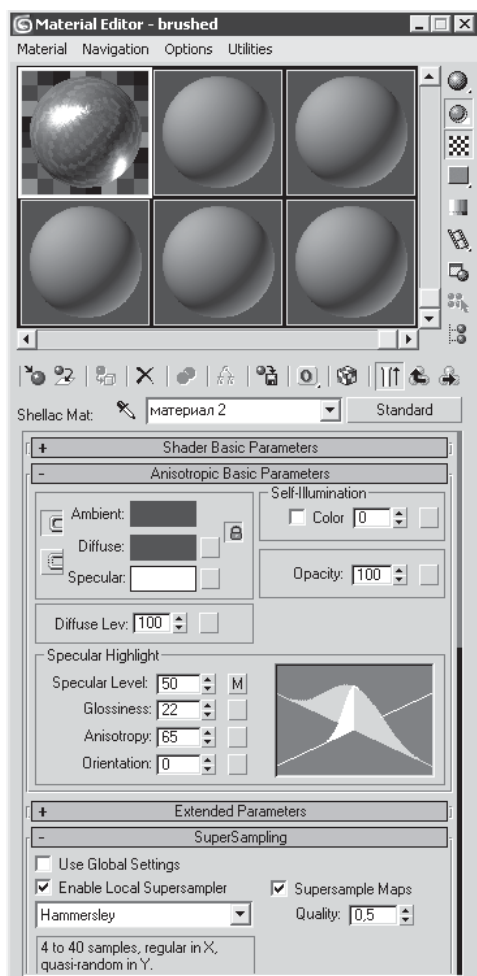 Material Editor - brushed
Material Navigation Options Utilities
Shellac Mat: материал 2 Standard
+ Shader Basic Parameters
- Anisotropic Basic Parameters
Ambient:
Diffuse:
Specular:
Self-Illumination
Color 0
Opacity: 100
Diffuse Lev: 100
Specular Highlight
Specular Level: 50 M
Glossiness: 22
Anisotropy: 65
Orientation: 0
+ Extended Parameters
- SuperSampling
Use Global Settings
Enable Local Supersampler
Supersample Maps
Hammersley
Quality: 0,5
4 to 40 samples, regular in X,
quasi-random in Y.